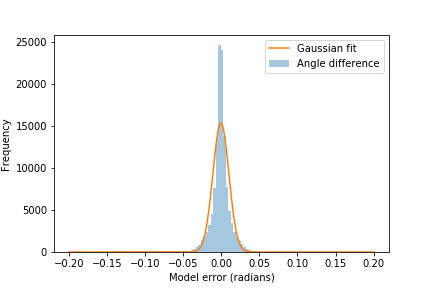 Gaussian fit
Angle difference
Frequency
25000
20000
15000
10000
5000
0
−0.20 −0.15 −0.10 −0.05 0.00 0.05 0.10 0.15 0.20
Model error (radians)